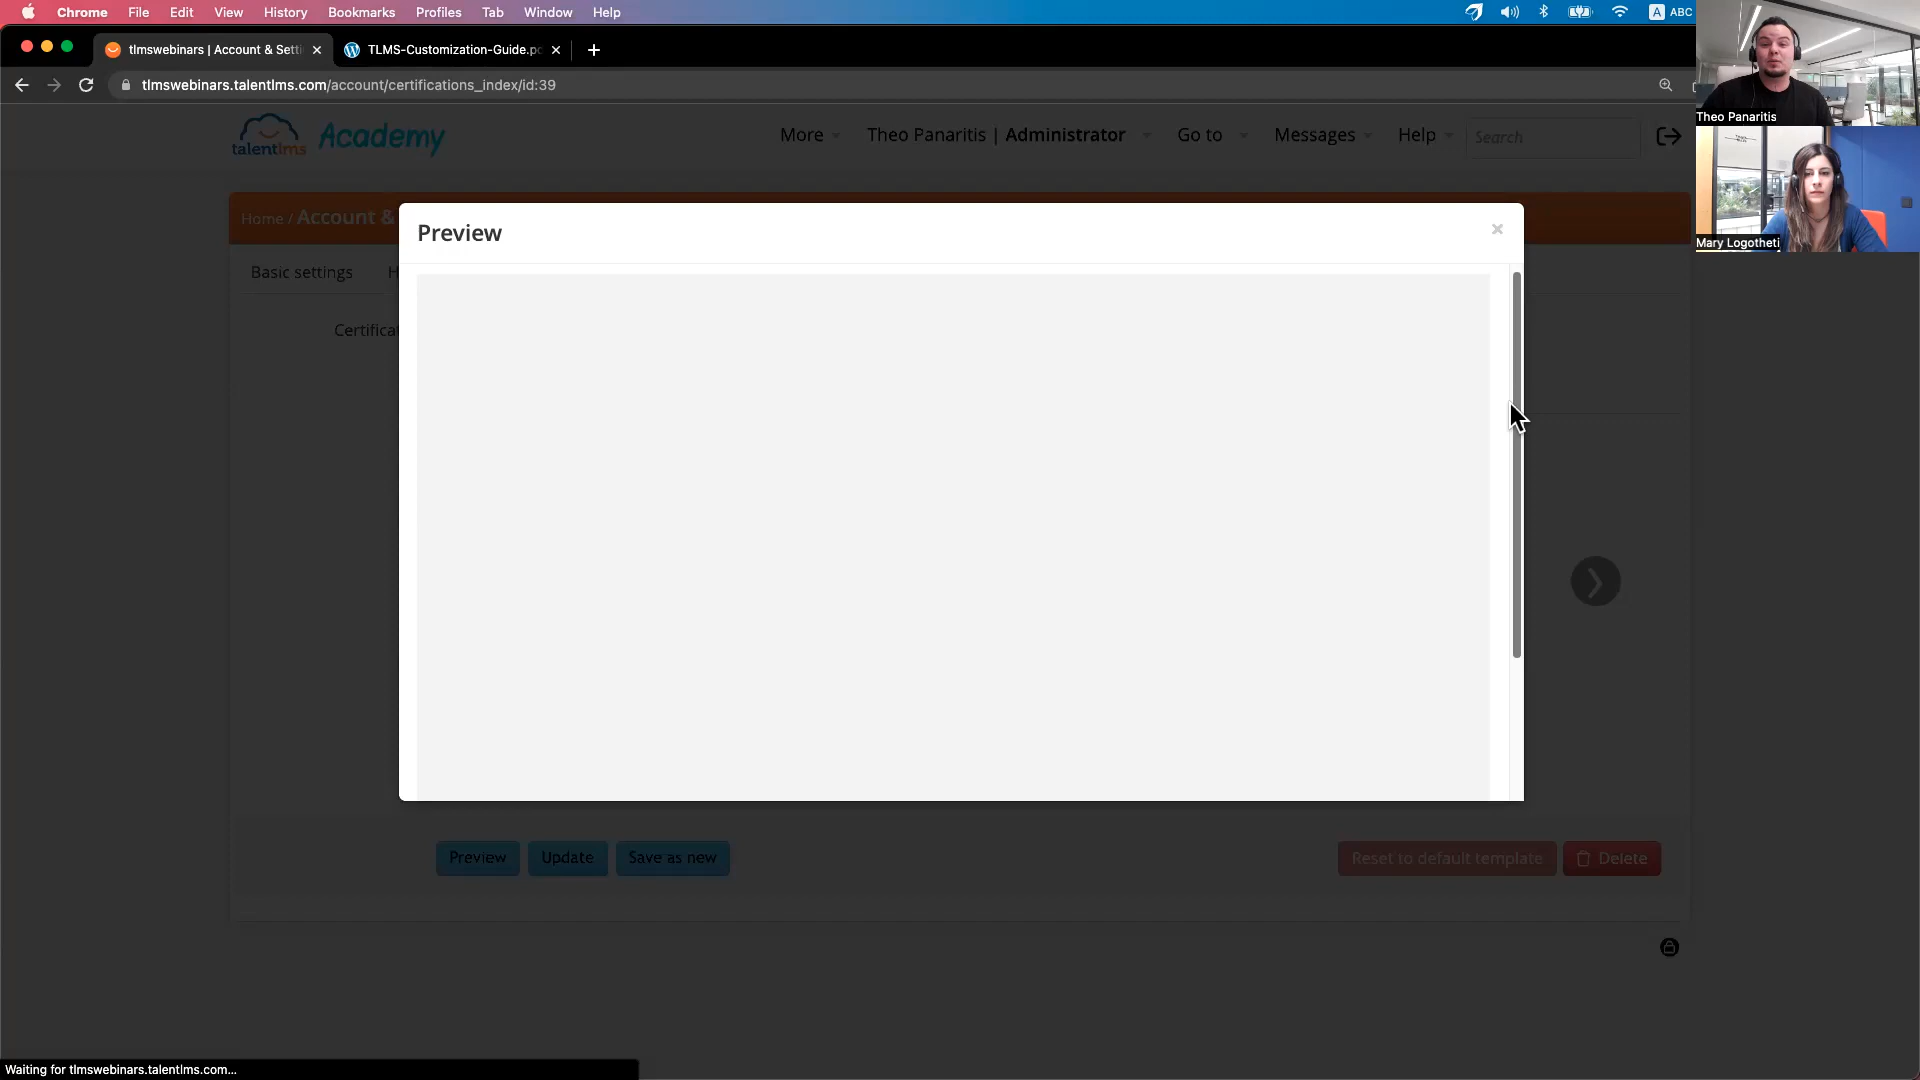 Chrome File Edit View History Bookmarks Profiles Tab Window Help
A ABC
tlmswebinars | Account & Setti
TLMS-Customization-Guide.pc
tlmswebinars.talentlms.com/account/certifications_index/id:39
talentlms Academy
More
Theo Panaritis | Administrator
Go to
Messages
Help
Search
Theo Panaritis
Mary Logotheti
Home / Account &
Preview
Basic settings
H
Certificat
Preview
Update
Save as new
Reset to default template
Delete
Waiting for tlmswebinars.talentlms.com...